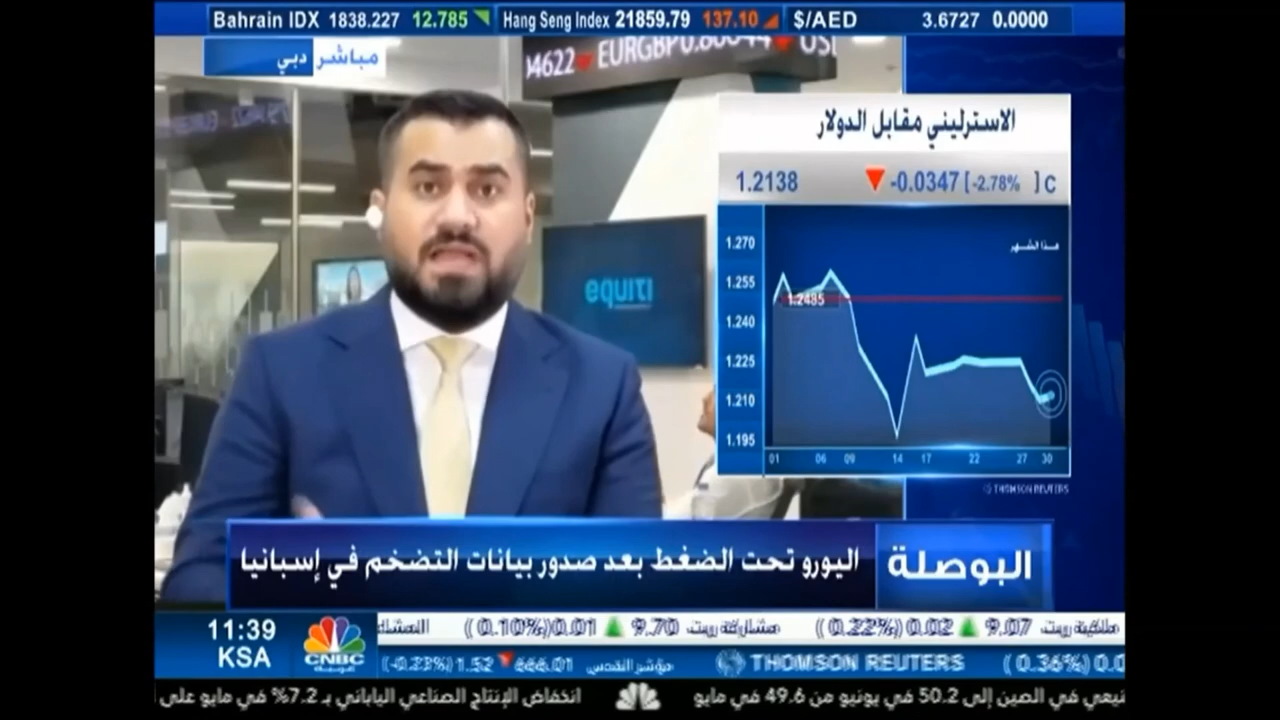 Bahrain IDX 1838.227 12.785 Hang Seng Index 21859.79 137.10 $/AED 3.6727 0.0000
مباشر دبي
EURGBP
equiti
الاسترليني مقابل الدولار
1.2138 -0.0347 [-2.78% ] C
هذا الشهر
1.270
1.255
1.2485
1.240
1.225
1.210
1.195
01 06 09 14 17 22 27 30
THOMSON REUTERS
البوصلة
اليورو تحت الضغط بعد صدور بيانات التضخم في إسبانيا
11:39
KSA
CNBC
عربية
ملكية ريت 9.07 0.02 (0.22%) مشاركة ريت 9.70 0.01 (0.10%)
(0.36%) THOMSON REUTERS مؤشر القدس 1.52 (-0.23%)
في الصين إلى 50.2 في يونيو من 49.6 في مايو
انخفاض الإنتاج الصناعي الياباني بـ 7.2% في مايو على